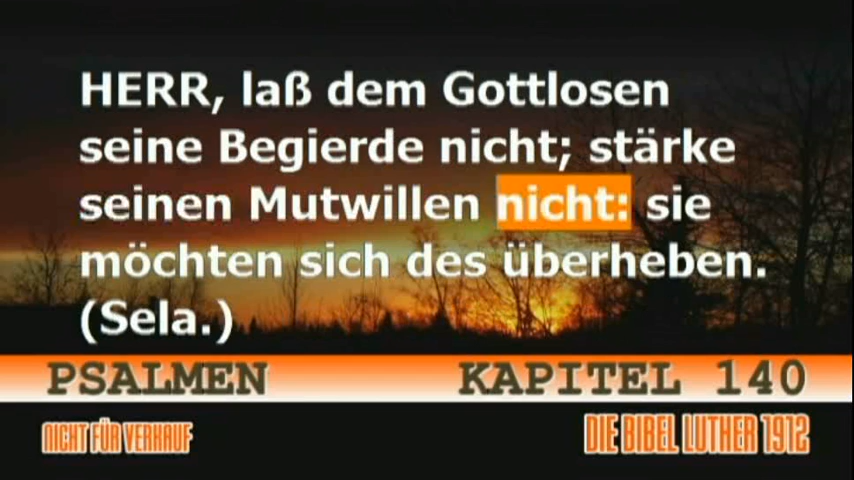 HERR, laß dem Gottlosen
seine Begierde nicht; stärke
seinen Mutwillen nicht: sie
möchten sich des überheben.
(Sela.)
PSALMEN KAPITEL 140
NICHT FÜR VERKAUF DIE BIBEL LUTHER 1912